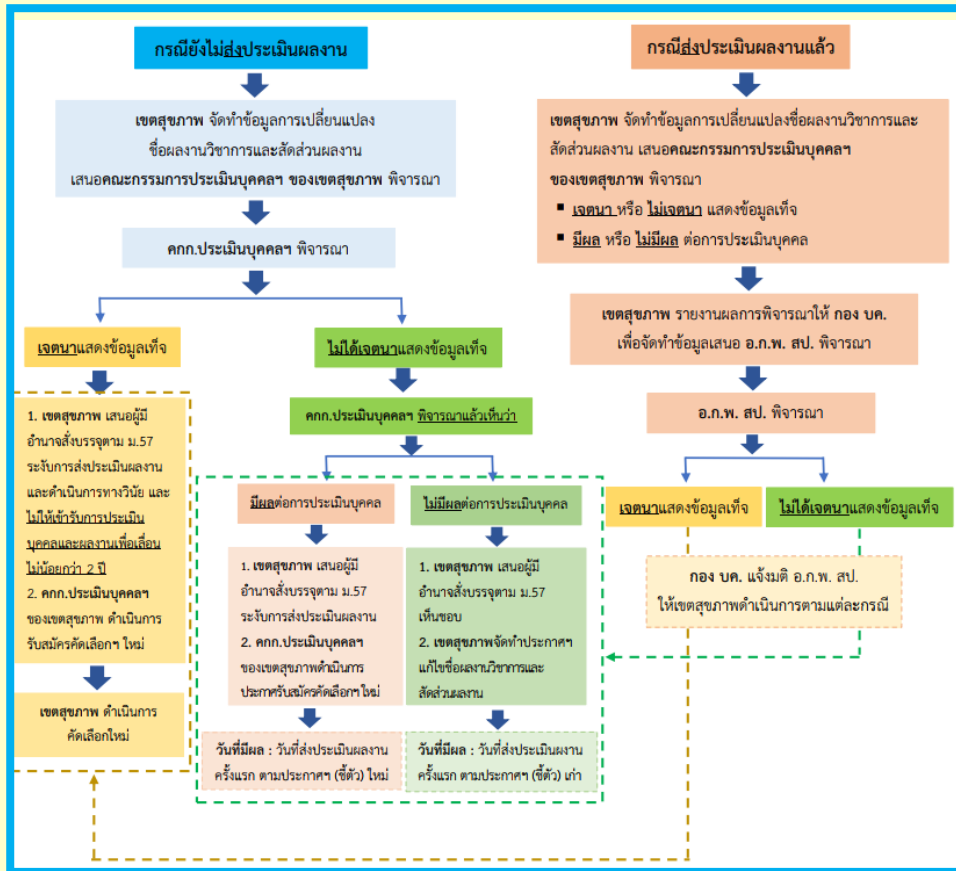 กรณียังไม่ส่งประเมินผลงาน
เขตสุขภาพ จัดทำข้อมูลการเปลี่ยนแปลง
ชื่อผลงานวิชาการและสัดส่วนผลงาน
เสนอคณะกรรมการประเมินบุคคลฯ ของเขตสุขภาพ พิจารณา
คกก.ประเมินบุคคลฯ พิจารณา
เจตนาแสดงข้อมูลเท็จ
1. เขตสุขภาพ เสนอผู้มี
อำนาจสั่งบรรจุตาม ม.57
ระงับการส่งประเมินผลงาน
และดำเนินการทางวินัย และ
ไม่ให้เข้ารับการประเมิน
บุคคลและผลงานเพื่อเลื่อน
ไม่น้อยกว่า 2 ปี
2. คกก.ประเมินบุคคลฯ
ของเขตสุขภาพ ดำเนินการ
รับสมัครคัดเลือกฯ ใหม่
เขตสุขภาพ ดำเนินการ
คัดเลือกใหม่
ไม่ได้เจตนาแสดงข้อมูลเท็จ
คกก.ประเมินบุคคลฯ พิจารณาแล้วเห็นว่า
มีผลต่อการประเมินบุคคล
1. เขตสุขภาพ เสนอผู้มี
อำนาจสั่งบรรจุตาม ม.57
ระงับการส่งประเมินผลงาน
2. คกก.ประเมินบุคคลฯ
ของเขตสุขภาพดำเนินการ
ประกาศรับสมัครคัดเลือกฯใหม่
วันที่มีผล : วันที่ส่งประเมินผลงาน
ครั้งแรก ตามประกาศฯ (ชี้ตัว) ใหม่
ไม่มีผลต่อการประเมินบุคคล
1. เขตสุขภาพ เสนอผู้มี
อำนาจสั่งบรรจุตาม ม.57
เห็นชอบ
2. เขตสุขภาพจัดทำประกาศฯ
แก้ไขชื่อผลงานวิชาการและ
สัดส่วนผลงาน
วันที่มีผล : วันที่ส่งประเมินผงาน
ครั้งแรก ตามประกาศฯ (ชี้ตัว) เก่า
กรณีส่งประเมินผลงานแล้ว
เขตสุขภาพ จัดทำข้อมูลการเปลี่ยนแปลงชื่อผลงานวิชาการและ
สัดส่วนผลงาน เสนอคณะกรรมการประเมินบุคคลฯ
ของเขตสุขภาพ พิจารณา
▪ เจตนา หรือ ไม่เจตนา แสดงข้อมูลเท็จ
▪ มีผล หรือ ไม่มีผล ต่อการประเมินบุคคล
เขตสุขภาพ รายงานผลการพิจารณาให้ กอง บค.
เพื่อจัดทำข้อมูลเสนอ อ.ก.พ. สป. พิจารณา
อ.ก.พ. สป. พิจารณา
เจตนาแสดงข้อมูลเท็จ
ไม่ได้เจตนาแสดงข้อมูลเท็จ
กอง บค. แจ้งมติ อ.ก.พ. สป.
ให้เขตสุขภาพดำเนินการตามแต่ละกรณี